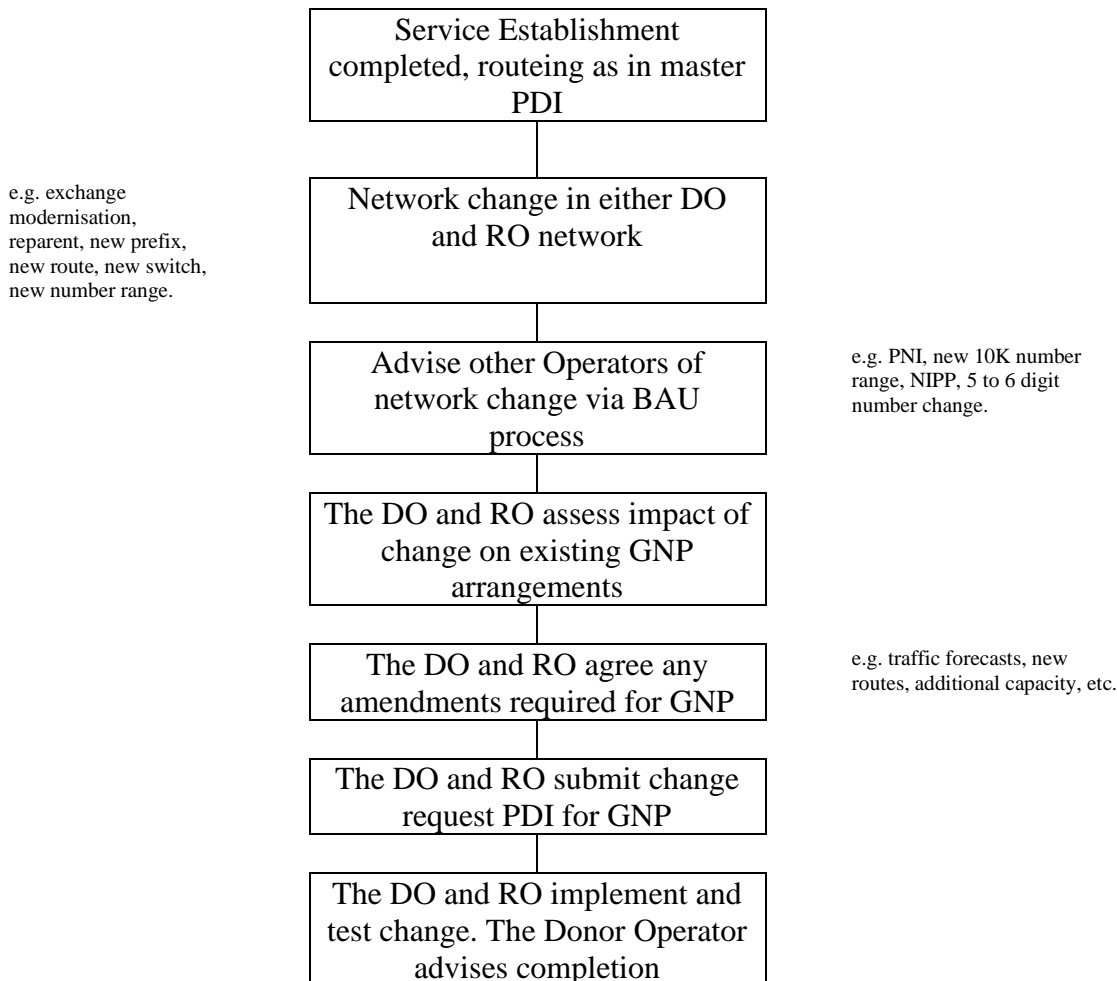 Service Establishment
completed, routeing as in master
PDI
e.g. exchange
modernisation,
reparent, new prefix,
new route, new switch,
new number range.
Network change in either DO
and RO network
Advise other Operators of
network change via BAU
process
e.g. PNI, new 10K number
range, NIPP, 5 to 6 digit
number change.
The DO and RO assess impact of
change on existing GNP
arrangements
The DO and RO agree any
amendments required for GNP
e.g. traffic forecasts, new
routes, additional capacity, etc.
The DO and RO submit change
request PDI for GNP
The DO and RO implement and
test change. The Donor Operator
advises completion